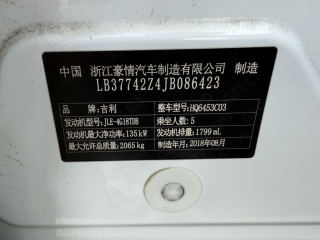 中国 浙江豪情汽车制造有限公司 制造
LB37742Z4JB086423
品牌:吉利 整车型号:HQ6453C03
发动机型号:JLE-4G18TDB 乘坐人数:5
发动机最大净功率:135kW 发动机排量:1799mL
最大允许总质量:2065kg 制造年月:2018年08月